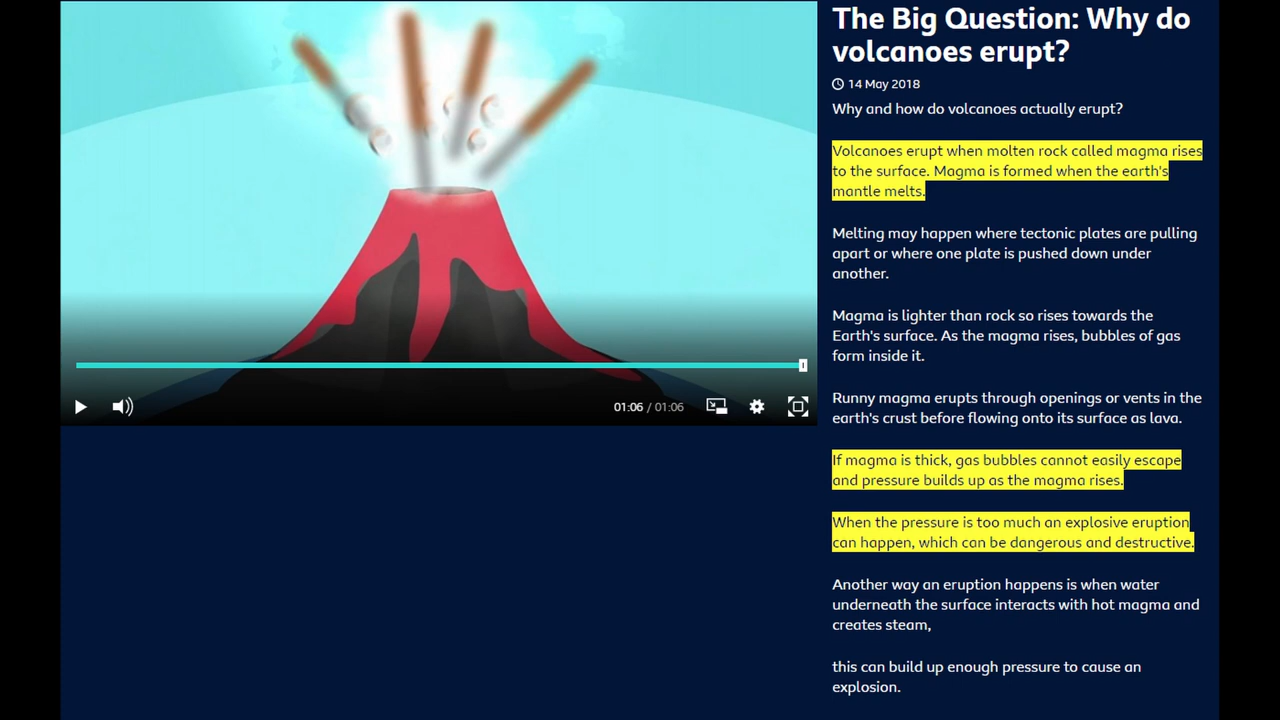 The Big Question: Why do
volcanoes erupt?
14 May 2018
Why and how do volcanoes actually erupt?
Volcanoes erupt when molten rock called magma rises
to the surface. Magma is formed when the earth's
mantle melts.
Melting may happen where tectonic plates are pulling
apart or where one plate is pushed down under
another.
Magma is lighter than rock so rises towards the
Earth's surface. As the magma rises, bubbles of gas
form inside it.
Runny magma erupts through openings or vents in the
earth's crust before flowing onto its surface as lava.
If magma is thick, gas bubbles cannot easily escape
and pressure builds up as the magma rises.
When the pressure is too much an explosive eruption
can happen, which can be dangerous and destructive.
Another way an eruption happens is when water
underneath the surface interacts with hot magma and
creates steam,
this can build up enough pressure to cause an
explosion.
01:06 / 01:06